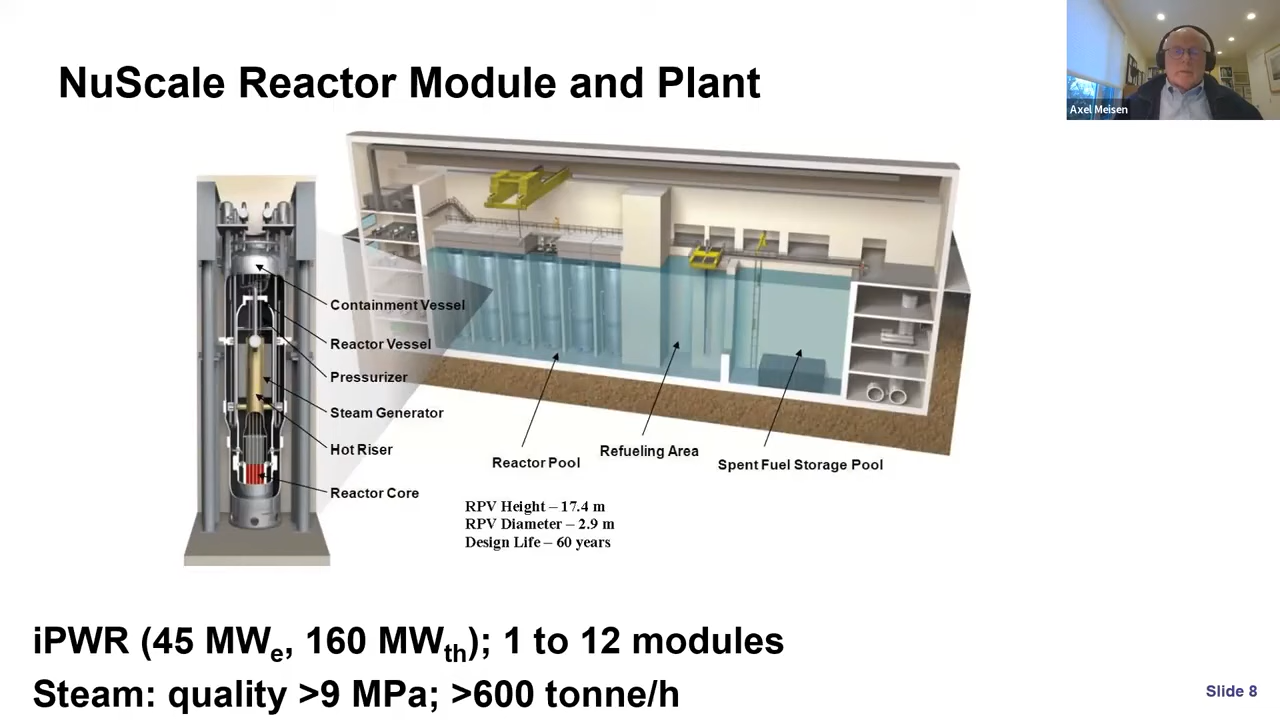 NuScale Reactor Module and Plant
Axel Meisen
Containment Vessel
Reactor Vessel
Pressurizer
Steam Generator
Hot Riser
Reactor Core
Reactor Pool
Refueling Area
Spent Fuel Storage Pool
RPV Height – 17.4 m
RPV Diameter – 2.9 m
Design Life – 60 years
iPWR (45 MWe, 160 MWth); 1 to 12 modules
Steam: quality >9 MPa; >600 tonne/h
Slide 8